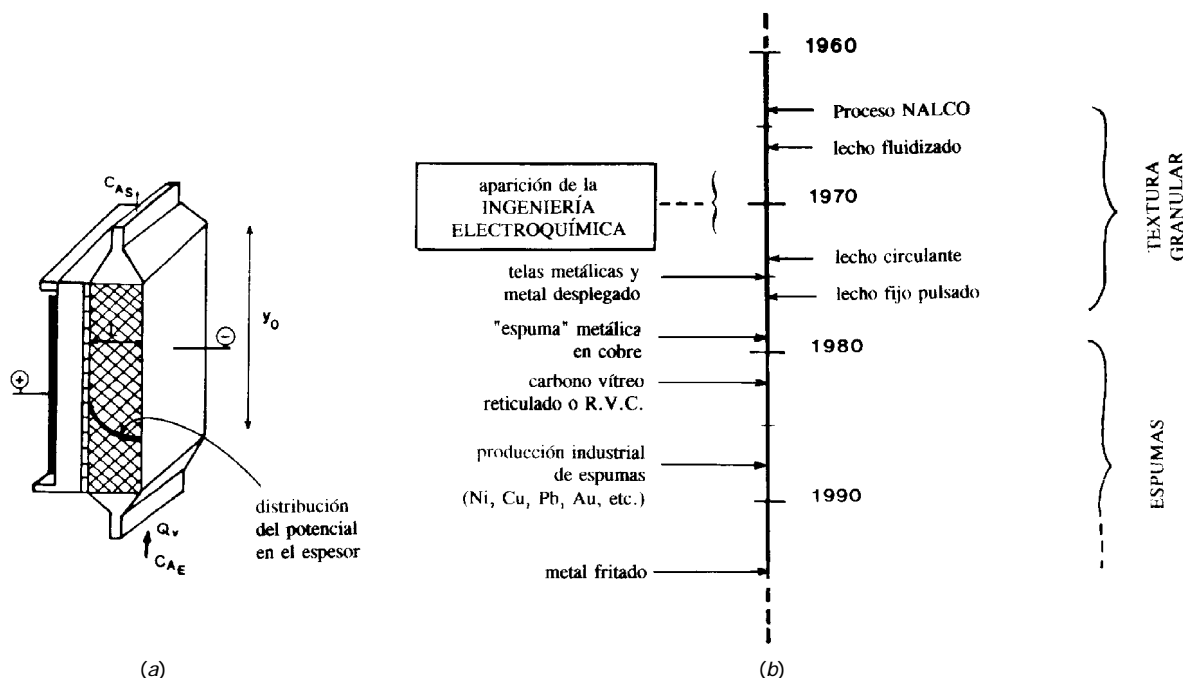 C_AS
y₀
L
⊖
⊕
distribución
del potencial
en el espesor
Q_v
C_AE
(a)
1960
Proceso NALCO
lecho fluidizado
aparición de la
INGENIERÍA
ELECTROQUÍMICA
1970
lecho circulante
telas metálicas y
metal desplegado
lecho fijo pulsado
"espuma" metálica
en cobre
1980
carbono vítreo
reticulado o R.V.C.
producción industrial
de espumas
(Ni, Cu, Pb, Au, etc.)
1990
metal fritado
TEXTURA
GRANULAR
ESPUMAS
(b)